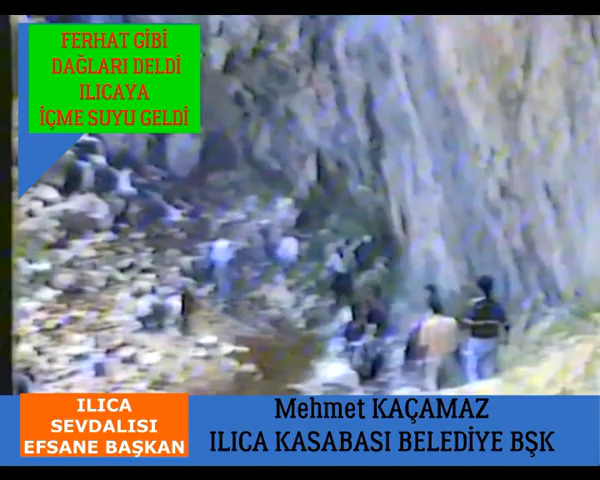 FERHAT GİBİ
DAĞLARI DELDİ
ILICAYA
İÇME SUYU GELDİ
ILICA
SEVDALISI
EFSANE BAŞKAN
Mehmet KAÇAMAZ
ILICA KASABASI BELEDİYE BŞK